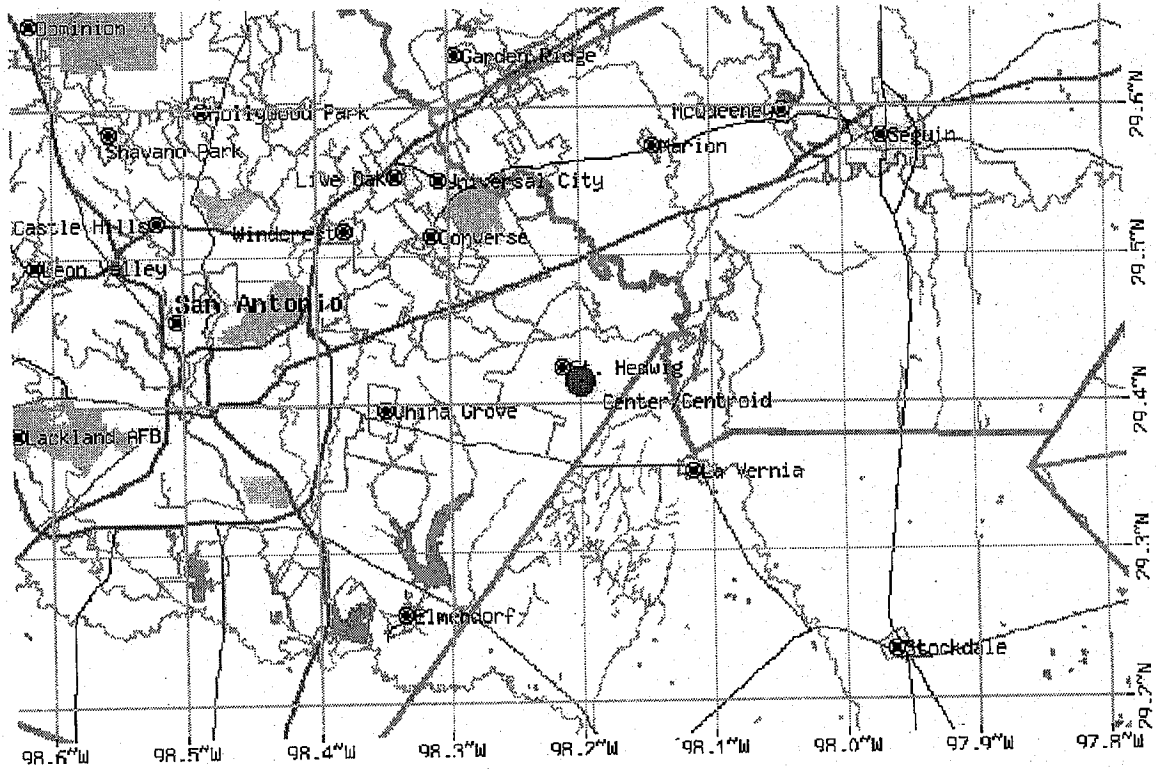 Dominion
Garden Ridge
29.6~N
Hollywood Park
McQueeney
Seguin
Shavano Park
Marion
Live Oak
Universal City
Castle Hills
Windcrest
Converse
29.5~N
Leon Valley
San Antonio
St. Hedwig
Center/Centroid
29.4~N
China Grove
Lackland AFB
La Vernia
29.3~N
Elmendorf
Stockdale
29.2~N
98.6~W
98.5~W
98.4~W
98.3~W
98.2~W
98.1~W
98.0~W
97.9~W
97.8~W